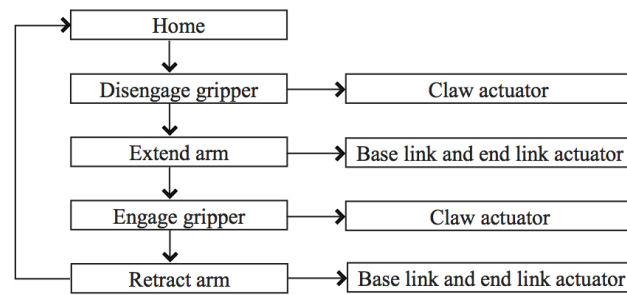 Home
Disengage gripper
Claw actuator
Extend arm
Base link and end link actuator
Engage gripper
Claw actuator
Retract arm
Base link and end link actuator